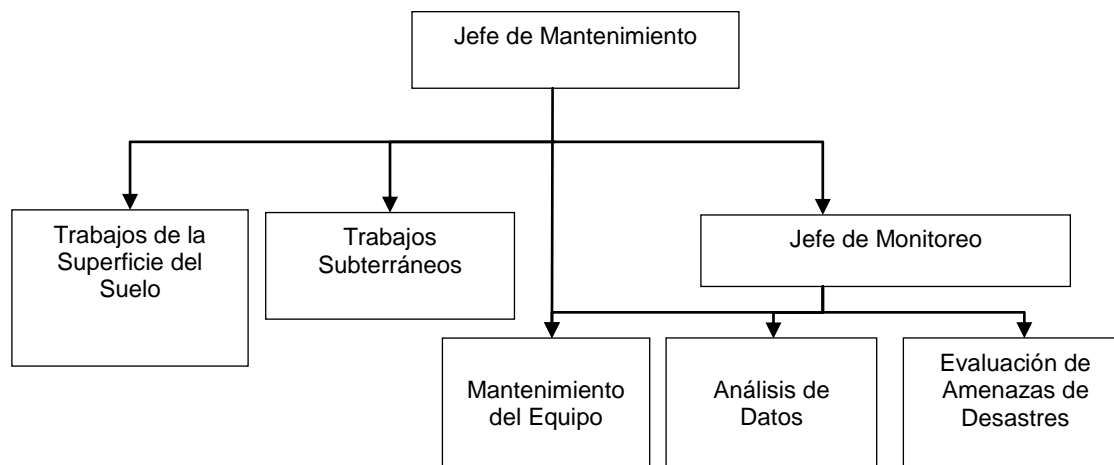 Jefe de Mantenimiento
Trabajos de la
Superficie del
Suelo
Trabajos
Subterráneos
Jefe de Monitoreo
Mantenimiento
del Equipo
Análisis de
Datos
Evaluación de
Amenazas de
Desastres